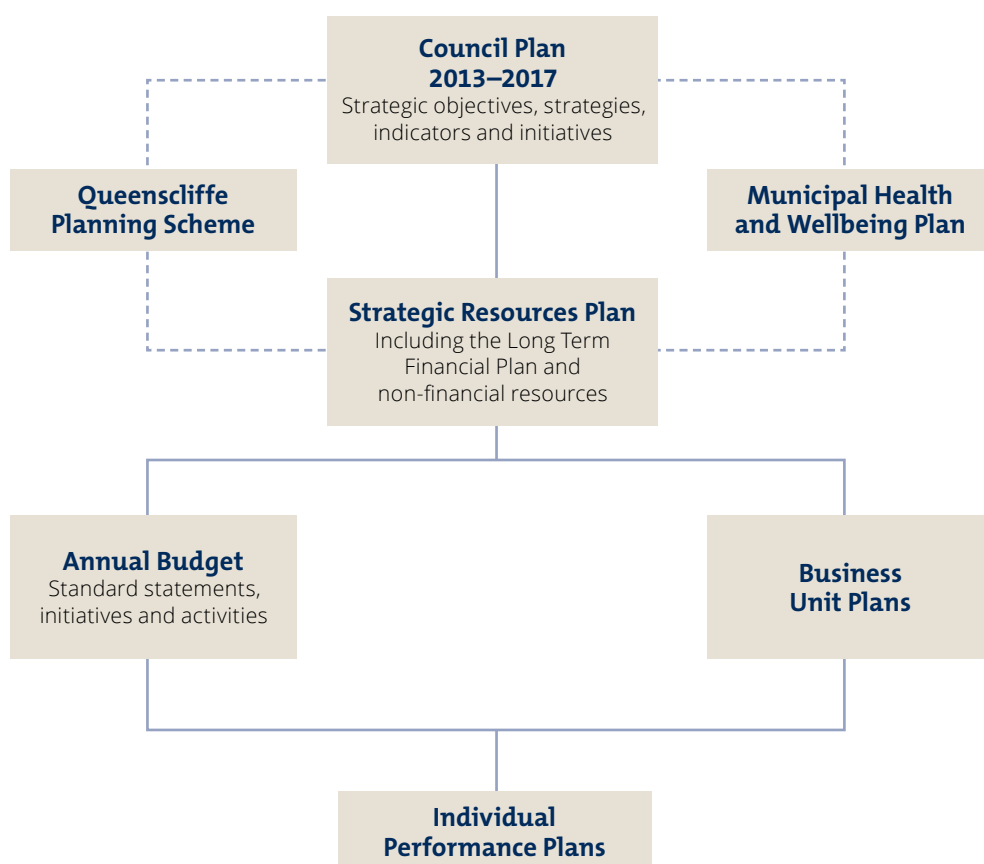 Council Plan
2013–2017
Strategic objectives, strategies,
indicators and initiatives
Queenscliffe
Planning Scheme
Municipal Health
and Wellbeing Plan
Strategic Resources Plan
Including the Long Term
Financial Plan and
non-financial resources
Annual Budget
Standard statements,
initiatives and activities
Business
Unit Plans
Individual
Performance Plans